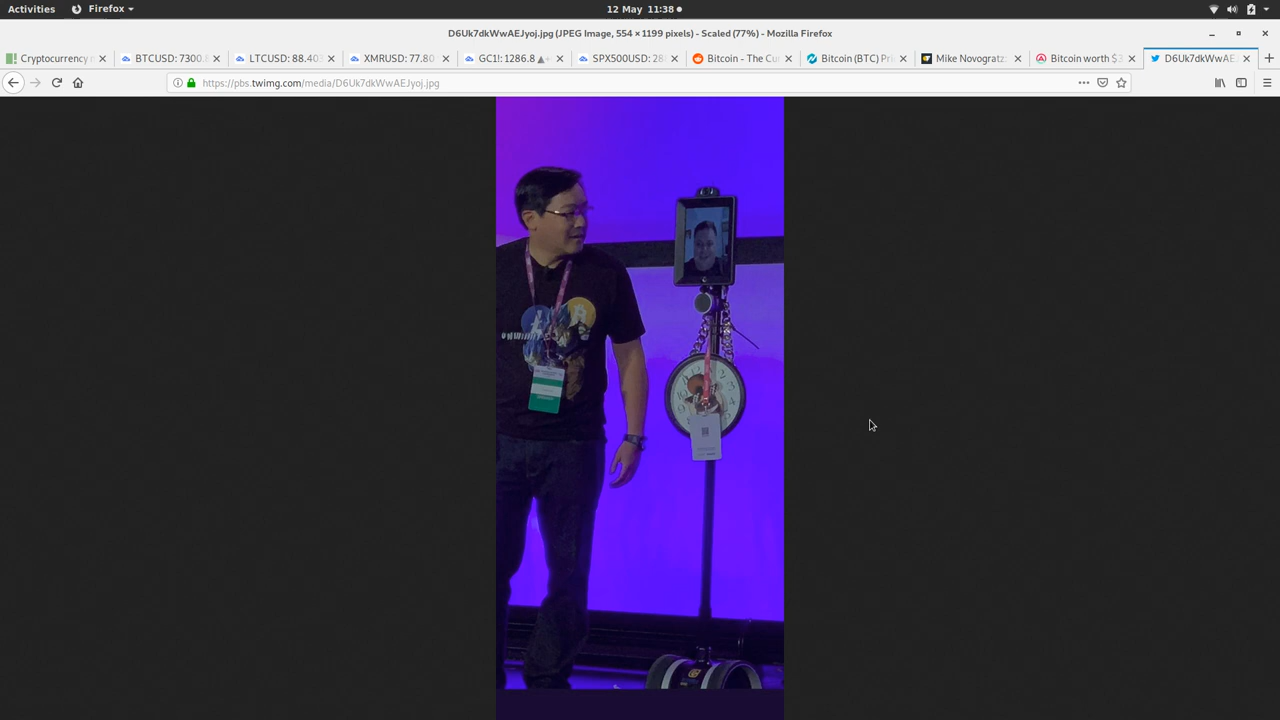 Activities
Firefox
12 May 11:38
D6Uk7dkWwAEJyoj.jpg (JPEG Image, 554 × 1199 pixels) - Scaled (77%) - Mozilla Firefox
Cryptocurrency
BTCUSD: 7300.
LTCUSD: 88.40
XMRUSD: 77.80
GC1!: 1286.8 ▲
SPX500USD: 28
Bitcoin - The Cu
Bitcoin (BTC) Pri
Mike Novogratz
Bitcoin worth $
D6Uk7dkWwAE
https://pbs.twimg.com/media/D6Uk7dkWwAEJyoj.jpg